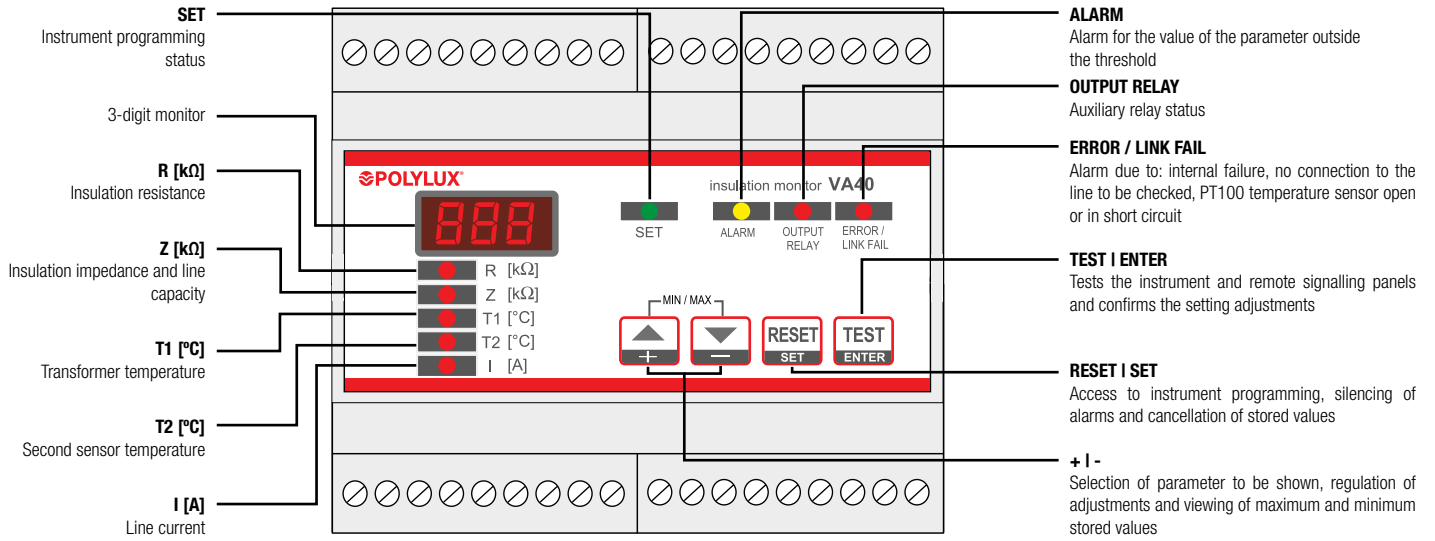 SET
Instrument programming
status
3-digit monitor
R [kΩ]
Insulation resistance
Z [kΩ]
Insulation impedance and line
capacity
T1 [ºC]
Transformer temperature
T2 [ºC]
Second sensor temperature
I [A]
Line current
POLYLUX®
insulation monitor VA40
888
SET
ALARM
OUTPUT
RELAY
ERROR /
LINK FAIL
R [kΩ]
Z [kΩ]
T1 [°C]
T2 [°C]
I [A]
MIN / MAX
+
−
RESET
SET
TEST
ENTER
ALARM
Alarm for the value of the parameter outside
the threshold
OUTPUT RELAY
Auxiliary relay status
ERROR / LINK FAIL
Alarm due to: internal failure, no connection to the
line to be checked, PT100 temperature sensor open
or in short circuit
TEST I ENTER
Tests the instrument and remote signalling panels
and confirms the setting adjustments
RESET I SET
Access to instrument programming, silencing of
alarms and cancellation of stored values
+ I -
Selection of parameter to be shown, regulation of
adjustments and viewing of maximum and minimum
stored values